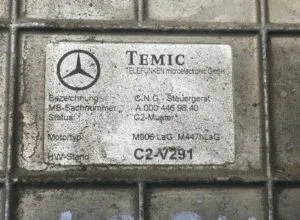 TEMIC
TELEFUNKEN microelectronic GmbH
Bezeichnung C.N.G - Steuergerät
MB-Sachnummer A 000 446 98 40
Status C2-Muster
Motortyp: M906 LaG M447hLaG
HW-Stand C2-V291